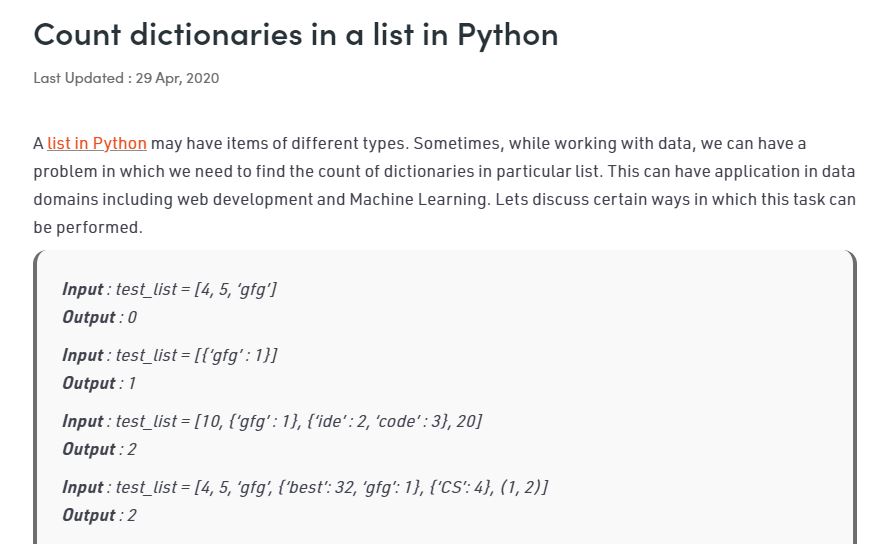 Count dictionaries in a list in Python
Last Updated : 29 Apr, 2020
A list in Python may have items of different types. Sometimes, while working with data, we can have a
problem in which we need to find the count of dictionaries in particular list. This can have application in data
domains including web development and Machine Learning. Lets discuss certain ways in which this task can
be performed.
Input : test_list = [4, 5, ‘gfg’]
Output : 0
Input : test_list = [{‘gfg’ : 1}]
Output : 1
Input : test_list = [10, {‘gfg’ : 1}, {‘ide’ : 2, ‘code’ : 3}, 20]
Output : 2
Input : test_list = [4, 5, ‘gfg’, {‘best’: 32, ‘gfg’: 1}, {‘CS’: 4}, (1, 2)]
Output : 2